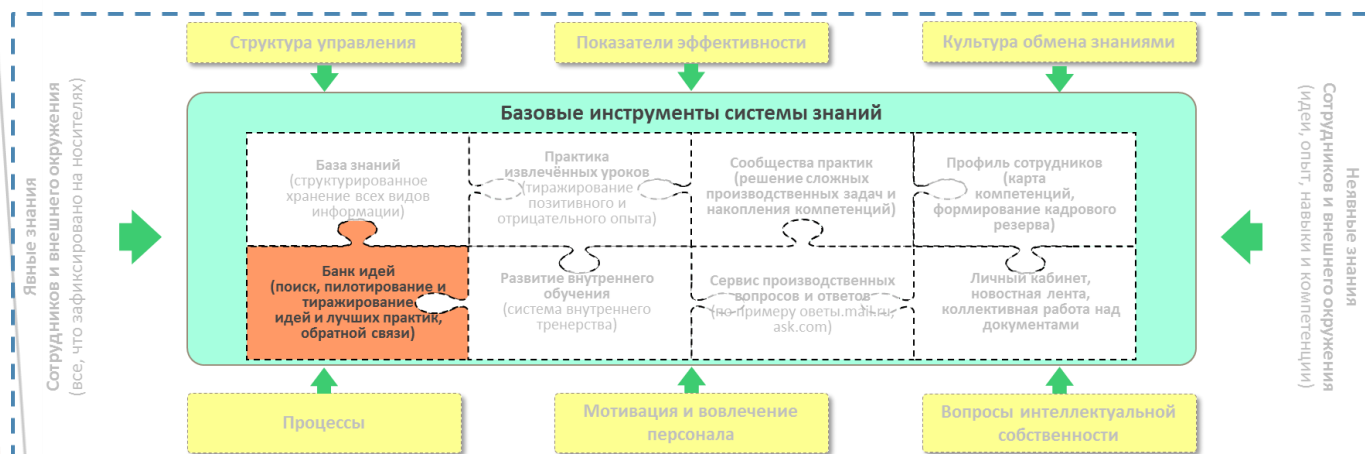 Структура управления
Показатели эффективности
Культура обмена знаниями
Явные знания
Сотрудников и внешнего окружения
(все, что зафиксировано на носителях)
Базовые инструменты системы знаний
База знаний
(структурированное
хранение всех видов
информации)
Практика
извлечённых уроков
(тиражирование
позитивного и
отрицательного опыта)
Сообщества практик
(решение сложных
производственных задач и
накопления компетенций)
Профиль сотрудников
(карта
компетенций,
формирование кадрового
резерва)
Банк идей
(поиск, пилотирование и
тиражирование
идей и лучших практик,
обратной связи)
Развитие внутреннего
обучения
(система внутреннего
тренерства)
Сервис производственных
вопросов и ответов
(по примеру оветы.mail.ru
ask.com)
Личный кабинет,
новостная лента,
коллективная работа над
документами
Неявные знания
Сотрудников и внешнего окружения
(идеи, опыт, навыки и компетенции)
Процессы
Мотивация и вовлечение
персонала
Вопросы интеллектуальной
собственности